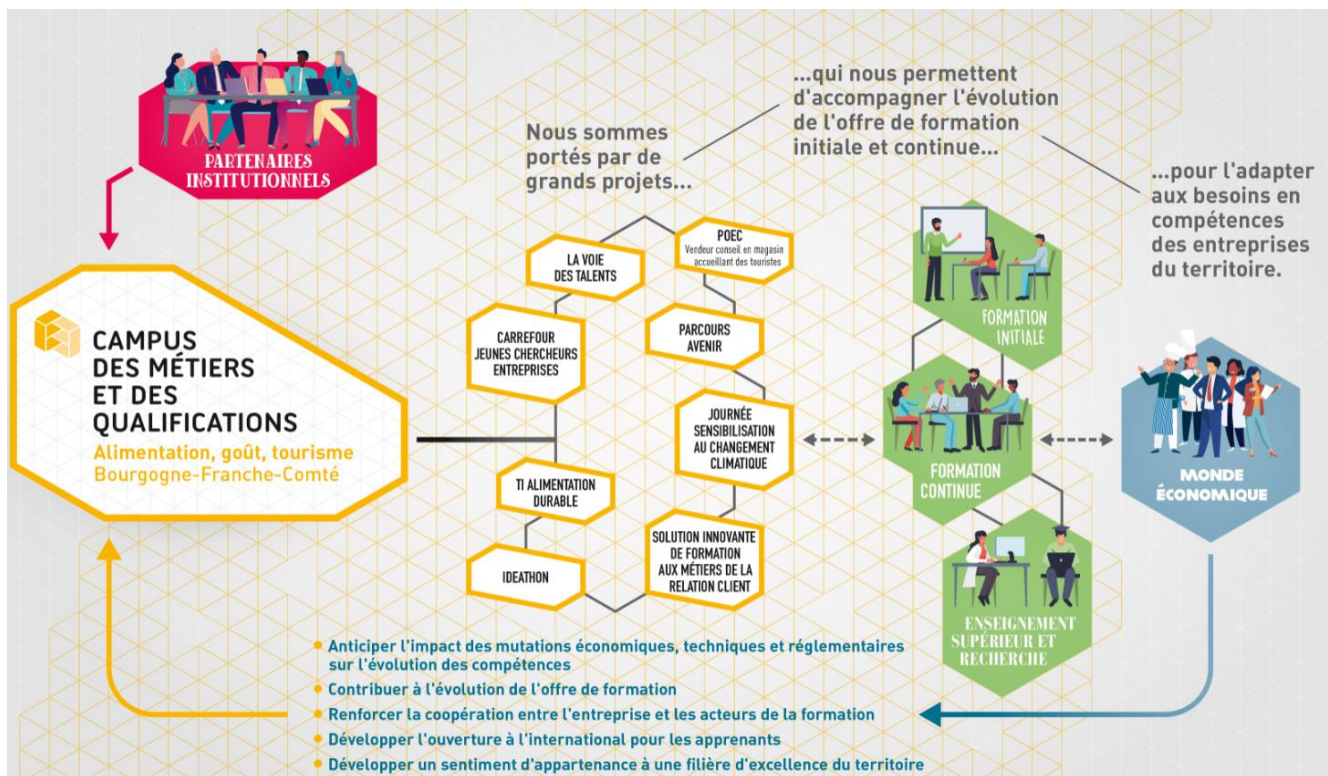 PARTENAIRES
INSTITUTIONNELS
Nous sommes
portés par de
grands projets...
...qui nous permettent
d'accompagner l'évolution
de l'offre de formation
initiale et continue...
...pour l'adapter
aux besoins en
compétences
des entreprises
du territoire.
CAMPUS
DES MÉTIERS
ET DES
QUALIFICATIONS
Alimentation, goût, tourisme
Bourgogne-Franche-Comté
LA VOIE
DES TALENTS
POEC
Vendeur conseil en magasin
accueillant des touristes
CARREFOUR
JEUNES CHERCHEURS
ENTREPRISES
PARCOURS
AVENIR
JOURNÉE
SENSIBILISATION
AU CHANGEMENT
CLIMATIQUE
TI ALIMENTATION
DURABLE
IDEATHON
SOLUTION INNOVANTE
DE FORMATION
AUX MÉTIERS DE LA
RELATION CLIENT
FORMATION
INITIALE
FORMATION
CONTINUE
ENSEIGNEMENT
SUPÉRIEUR ET
RECHERCHE
MONDE
ÉCONOMIQUE
• Anticiper l'impact des mutations économiques, techniques et réglementaires
sur l'évolution des compétences
• Contribuer à l'évolution de l'offre de formation
• Renforcer la coopération entre l'entreprise et les acteurs de la formation
• Développer l'ouverture à l'international pour les apprenants
• Développer un sentiment d'appartenance à une filière d'excellence du territoire